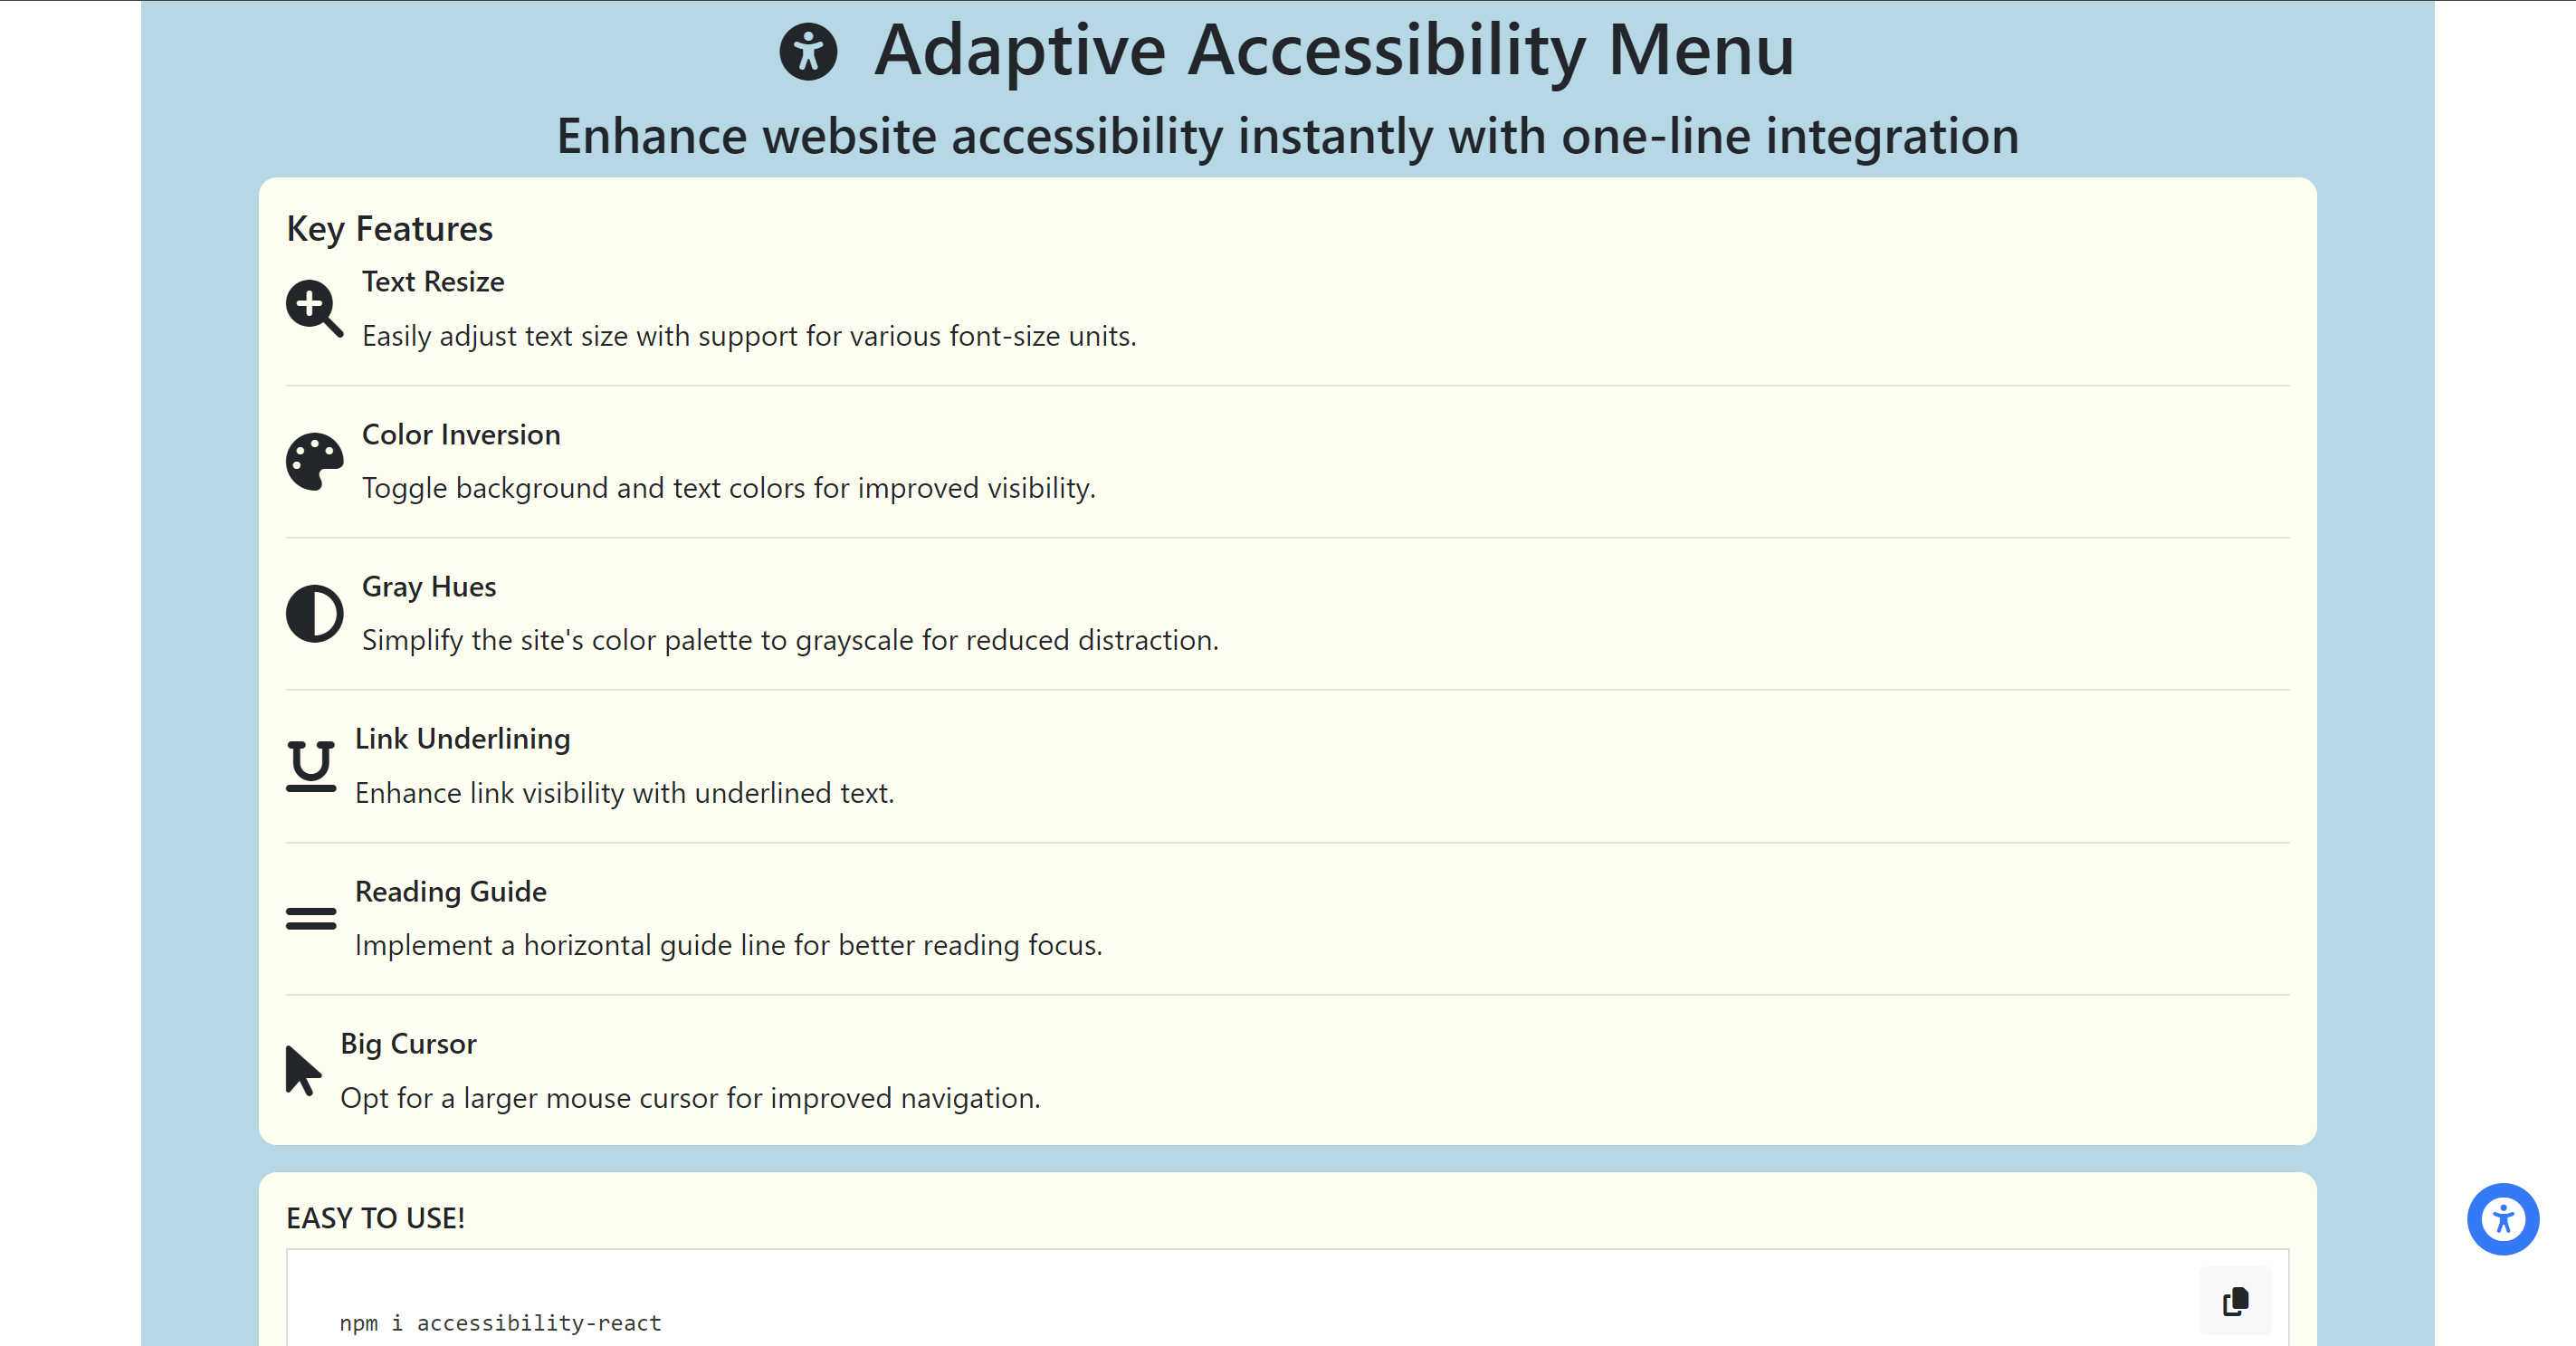 Adaptive Accessibility Menu
Enhance website accessibility instantly with one-line integration
Key Features
Text Resize
Easily adjust text size with support for various font-size units.
Color Inversion
Toggle background and text colors for improved visibility.
Gray Hues
Simplify the site's color palette to grayscale for reduced distraction.
Link Underlining
Enhance link visibility with underlined text.
Reading Guide
Implement a horizontal guide line for better reading focus.
Big Cursor
Opt for a larger mouse cursor for improved navigation.
EASY TO USE!
npm i accessibility-react